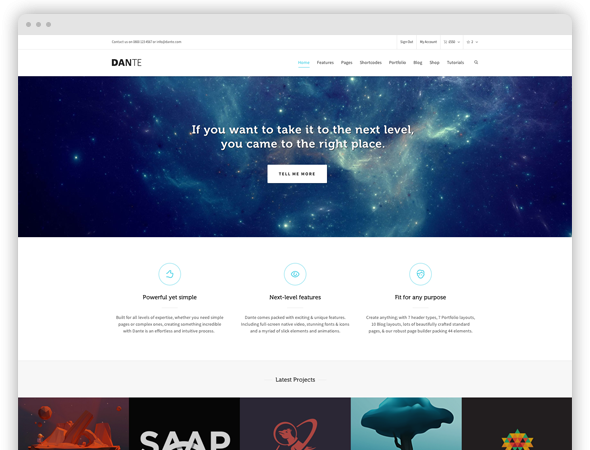 Contact us on 0800 123 4567 or info@dante.com
Sign Out My Account
DANTE
Home Features Pages Shortcodes Portfolio Pages Blog Shop Tutorials
If you want to take it to the next level,
you came to the right place.
TELL ME MORE
Powerful yet simple
Next-level features
Fit for any purpose
Built for all levels of expertise, whether you need simple
pages or complex ones, creating something incredible
with Dante is an effortless and intuitive process.
Dante comes packed with exciting & unique features.
Including full-screen native video, stunning fonts & icons
and a myriad of slick elements and animations.
Create anything; with 7 header types, 7 Portfolio layouts,
10 Blog layouts, lots of beautifully crafted standard
pages, & our robust page builder packing 44 elements.
Latest Projects
SAAP